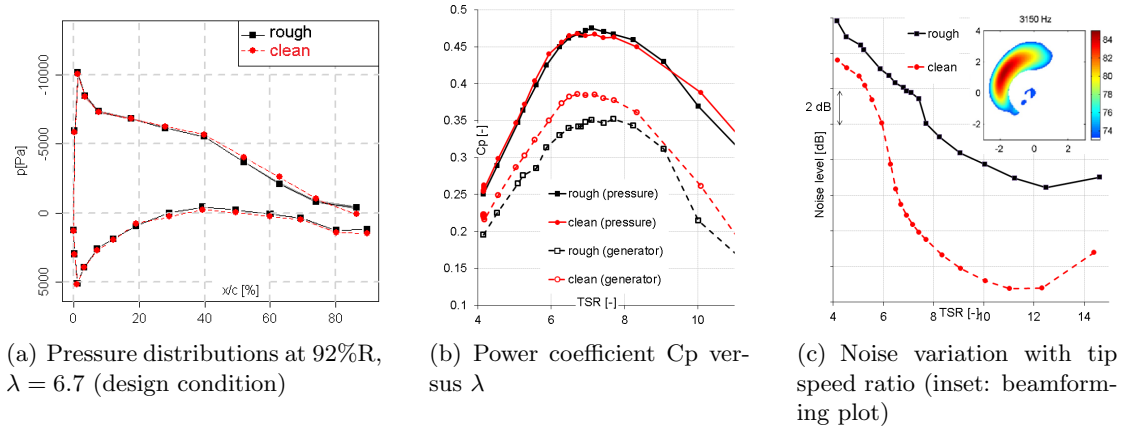 rough
clean
p[Pa]
-10000
-5000
0
5000
0 20 40 60 80
x/c [%]
(a) Pressure distributions at 92%R,
λ = 6.7 (design condition)
0.5
0.45
0.4
0.35
0.3
0.25
0.2
0.15
0.1
Cp [-]
rough (pressure)
clean (pressure)
rough (generator)
clean (generator)
TSR [-]
4 6 8 10
(b) Power coefficient Cp ver-
sus λ
rough
clean
2 dB
Noise level [dB]
3150 Hz
4
2
0
-2
-2 0 2
84
82
80
78
76
74
TSR [-]
4 6 8 10 12 14
(c) Noise variation with tip
speed ratio (inset: beamform-
ing plot)